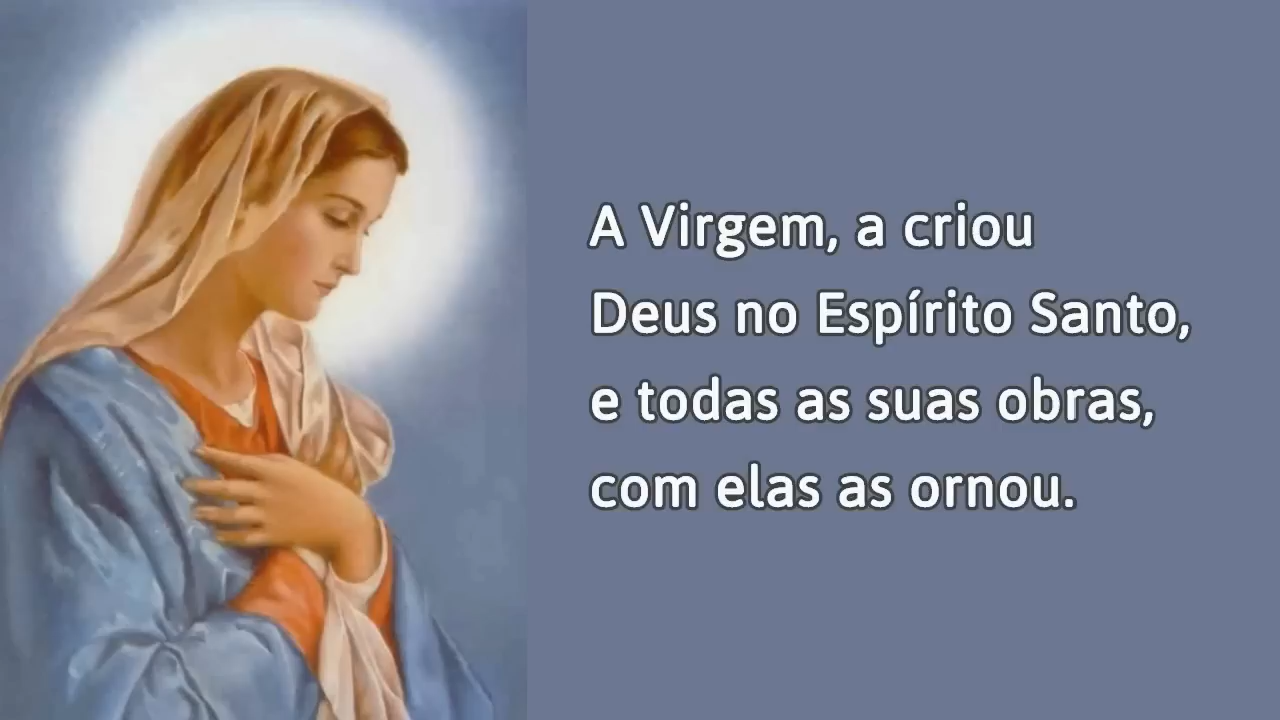 A Virgem, a criou
Deus no Espírito Santo,
e todas as suas obras,
com elas as ornou.